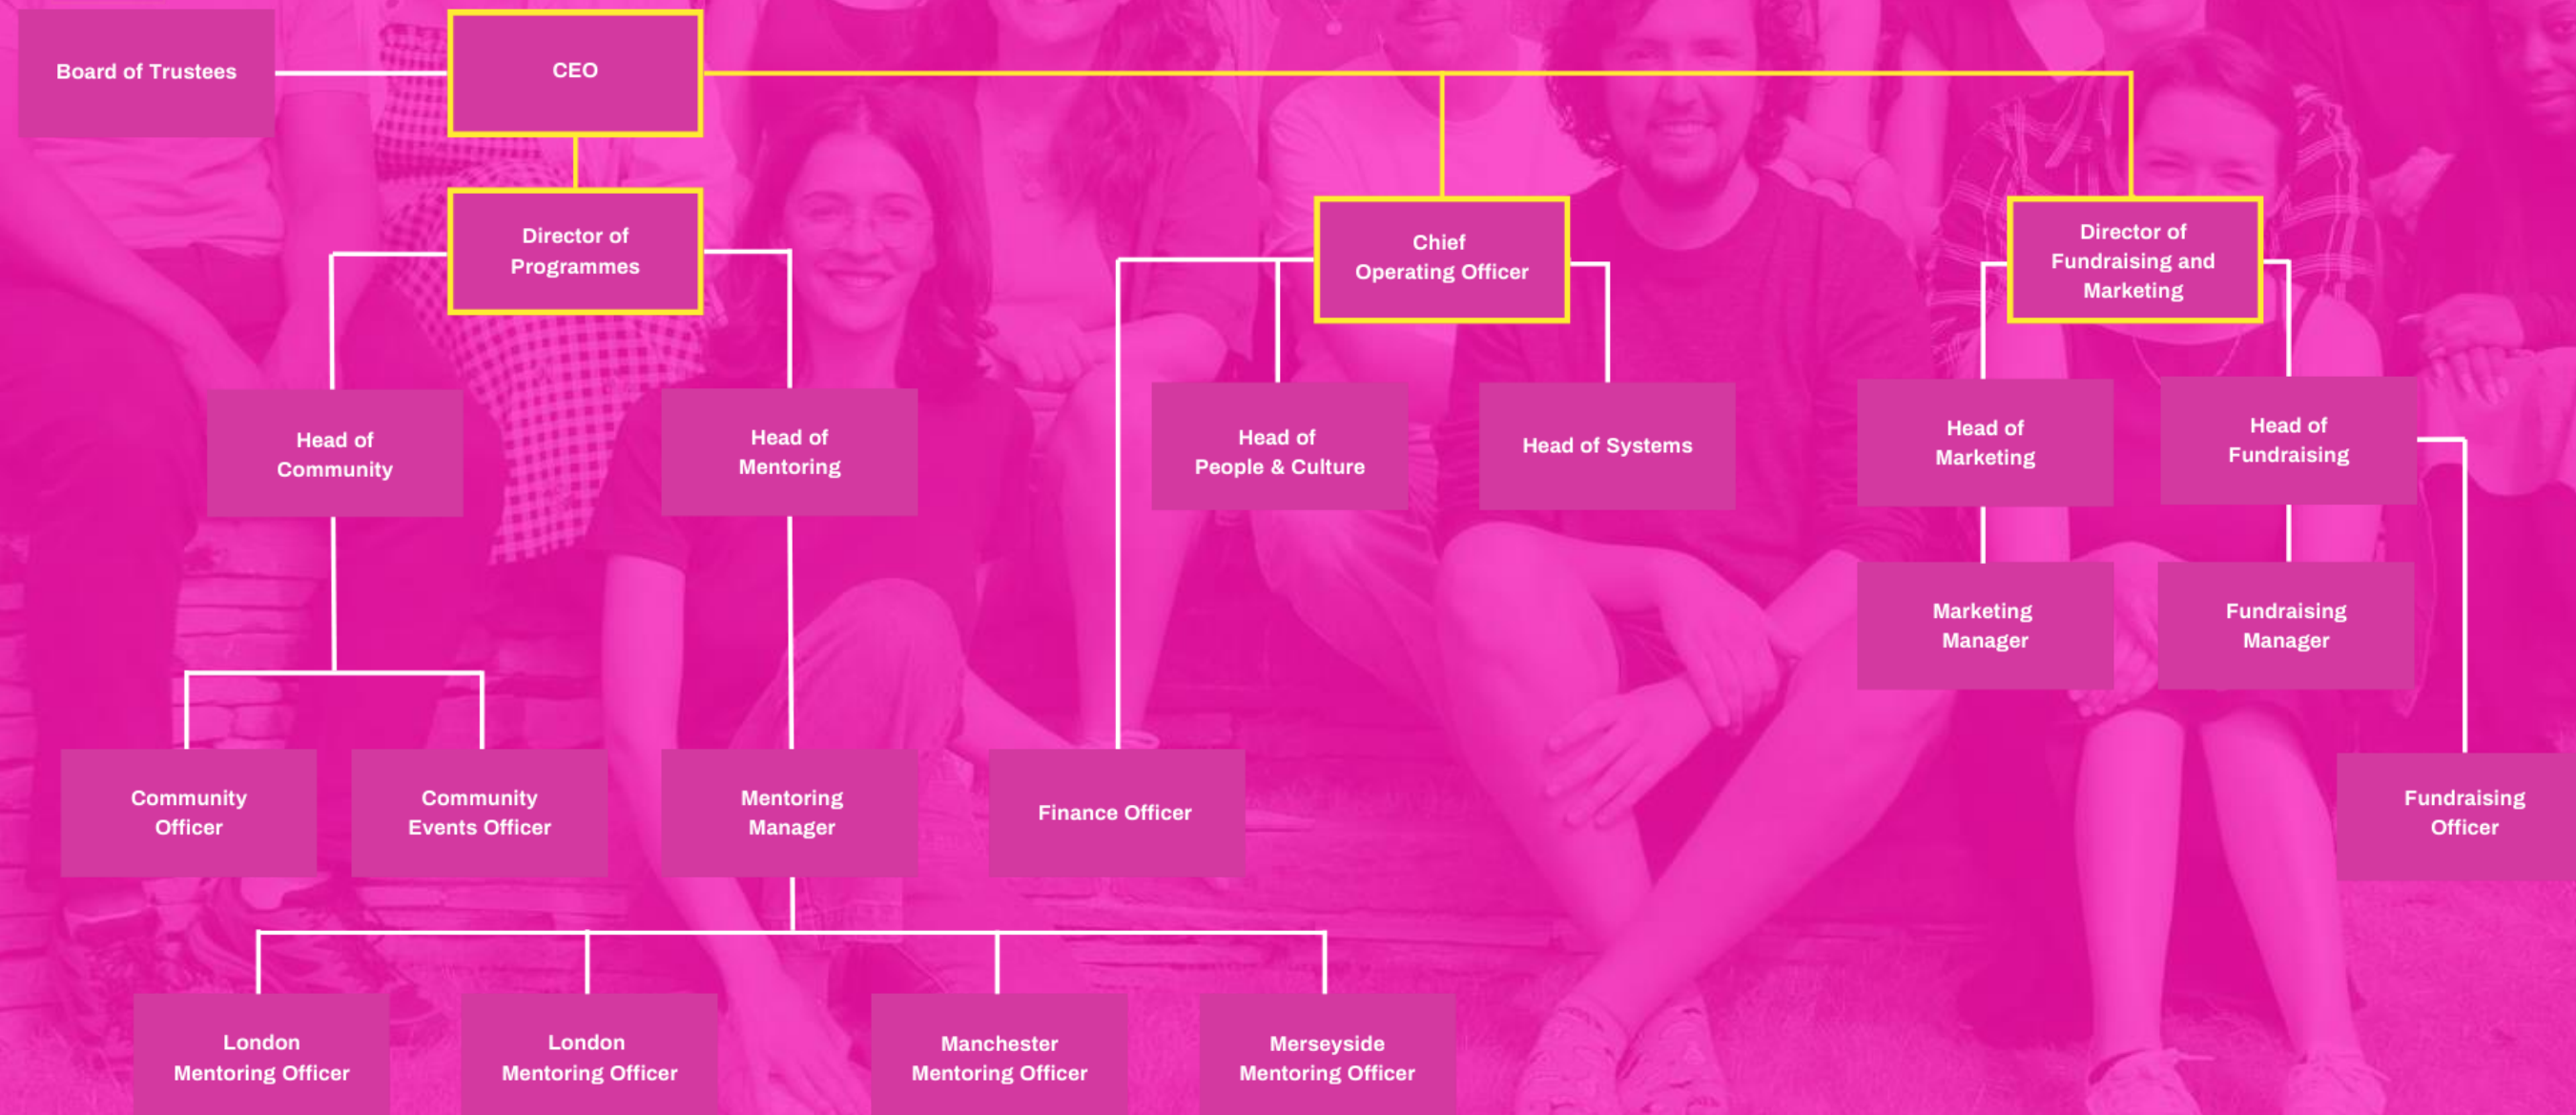 Board of Trustees
CEO
Director of
Programmes
Chief
Operating Officer
Director of
Fundraising and
Marketing
Head of
Community
Head of
Mentoring
Head of
People & Culture
Head of Systems
Head of
Marketing
Head of
Fundraising
Marketing
Manager
Fundraising
Manager
Community
Officer
Community
Events Officer
Mentoring
Manager
Finance Officer
Fundraising
Officer
London
Mentoring Officer
London
Mentoring Officer
Manchester
Mentoring Officer
Merseyside
Mentoring Officer